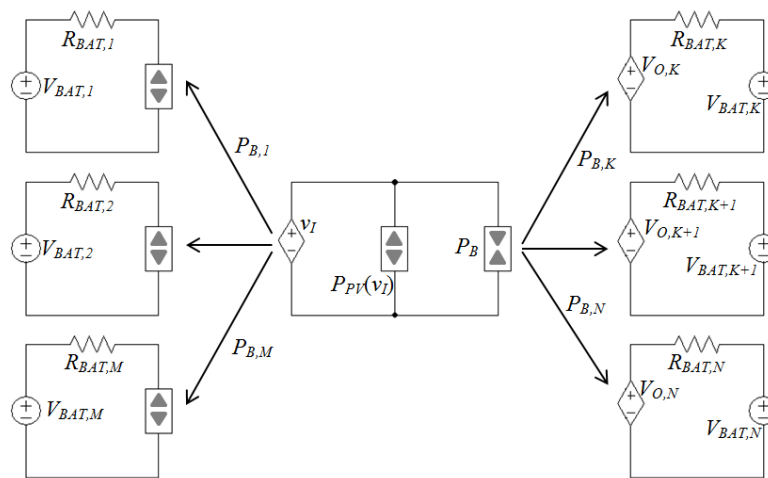 R_BAT,1
V_BAT,1
P_B,1
R_BAT,2
V_BAT,2
P_B,M
R_BAT,M
V_BAT,M
v_I
P_PV(v_I)
P_B
P_B,K
P_B,N
R_BAT,K
V_O,K
V_BAT,K
R_BAT,K+1
V_O,K+1
V_BAT,K+1
R_BAT,N
V_O,N
V_BAT,N